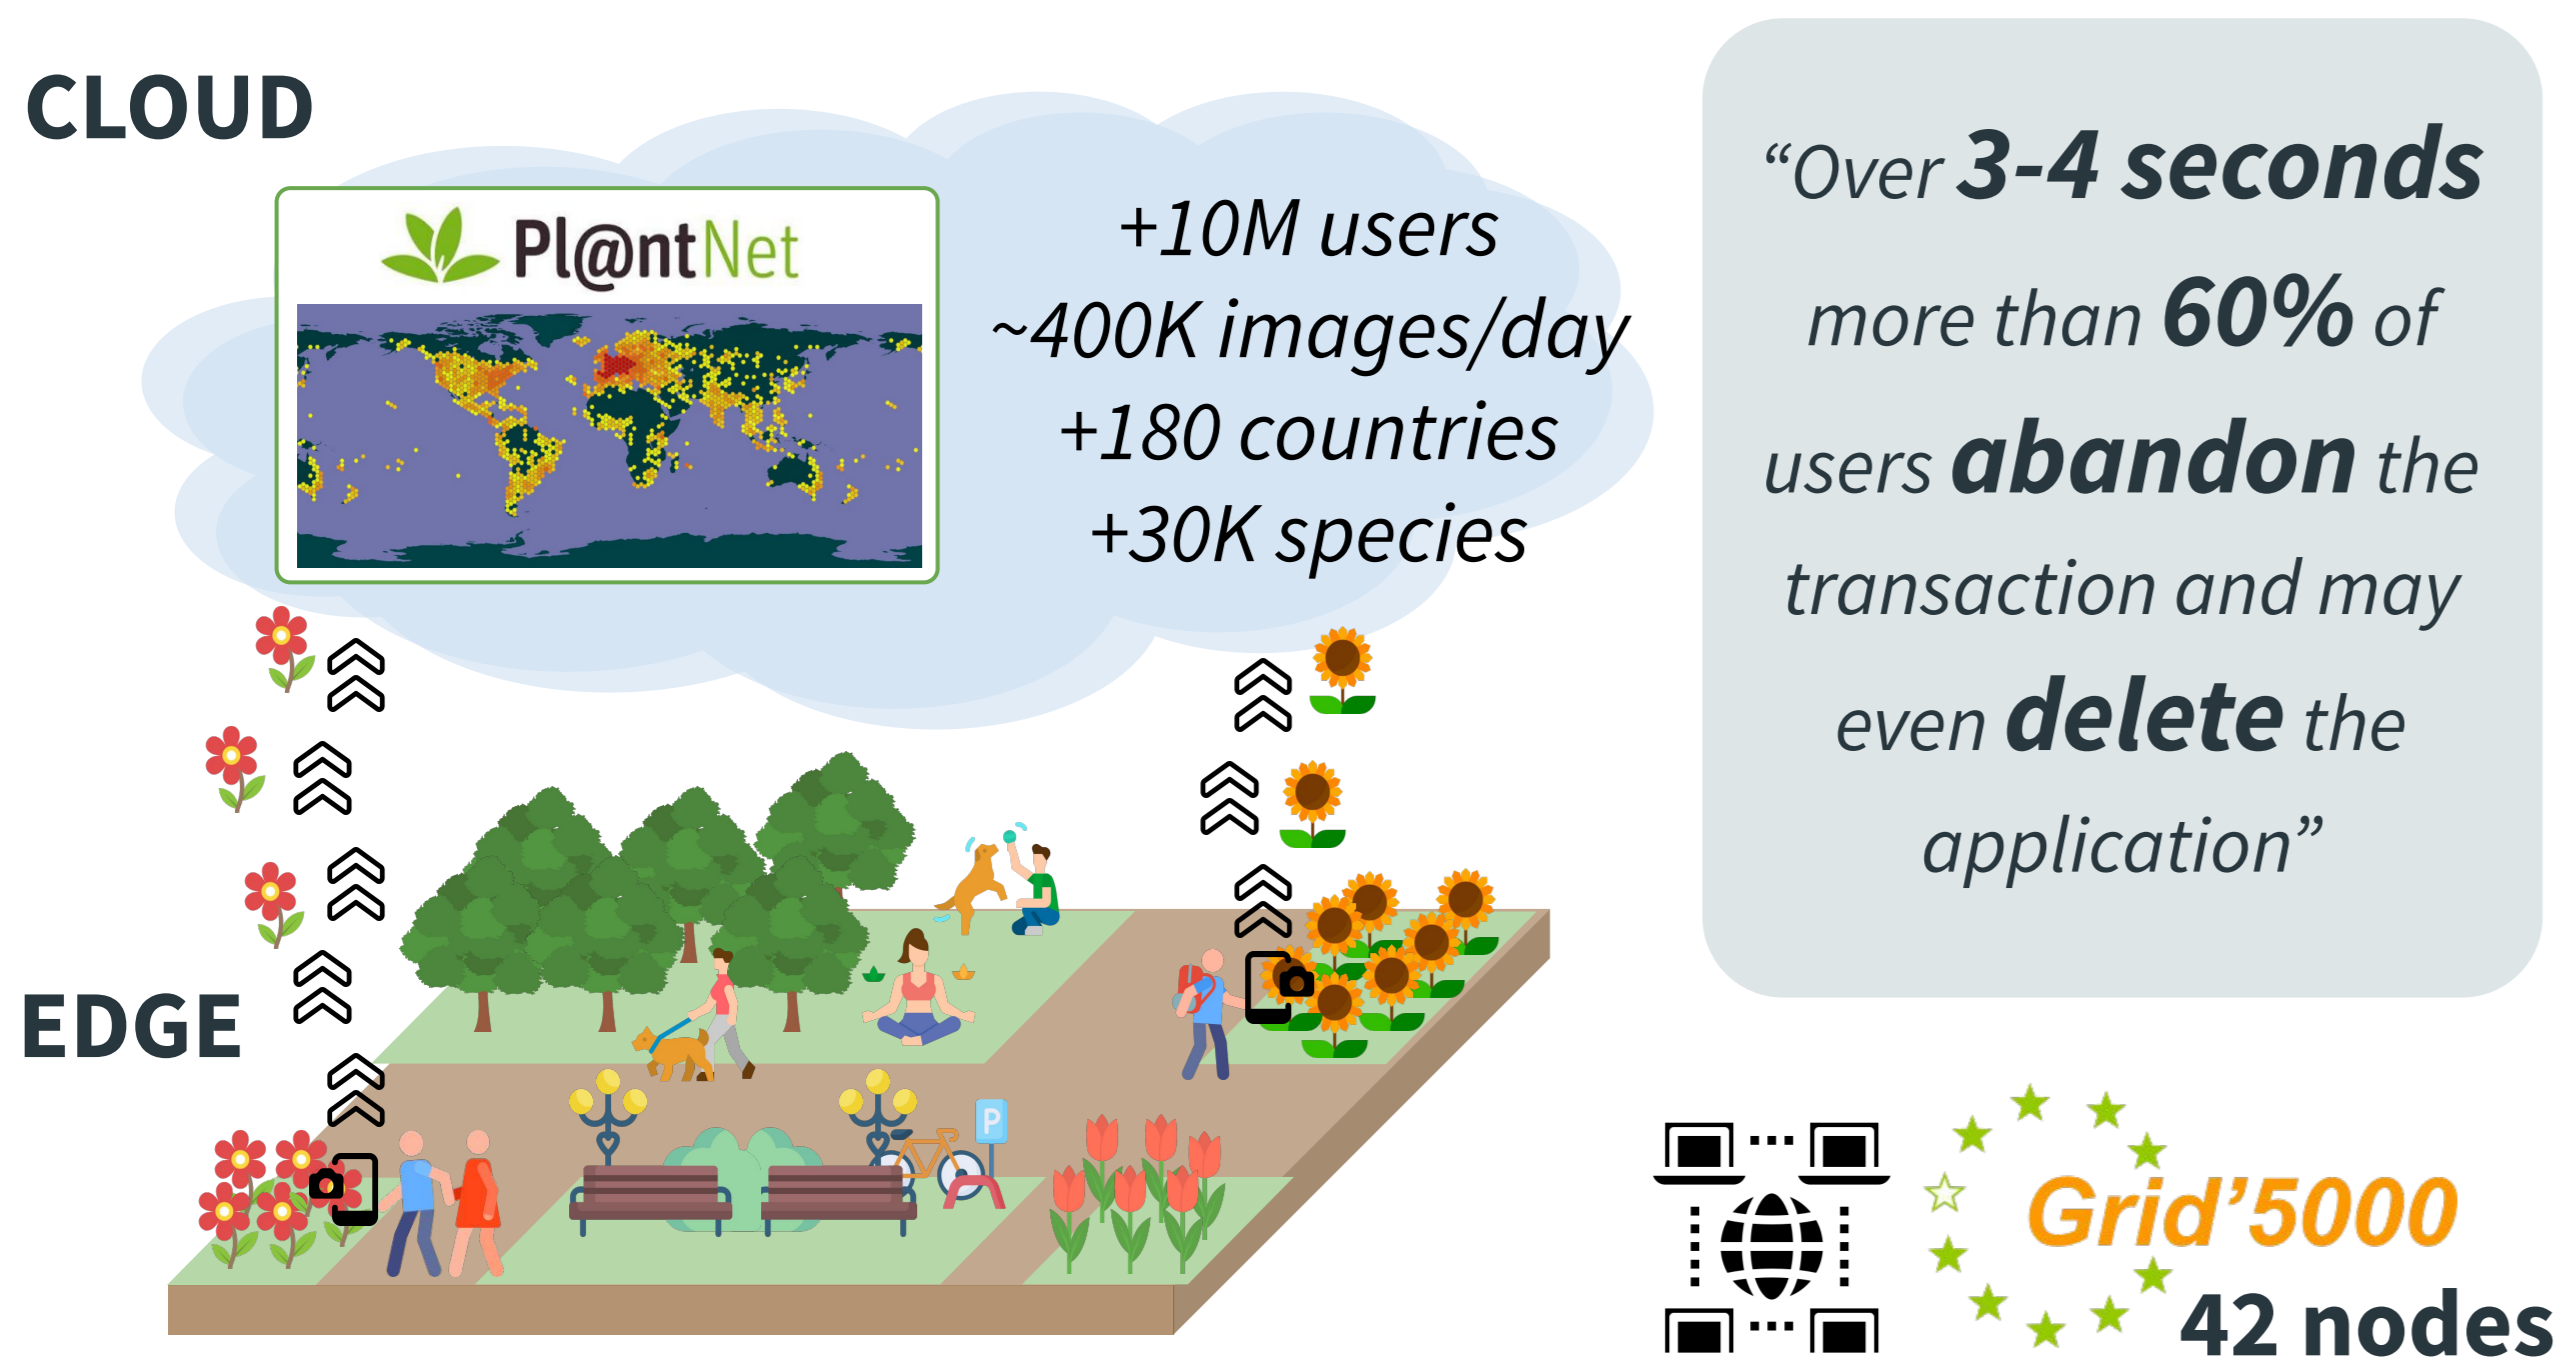 CLOUD
Pl@ntNet
+10M users
~400K images/day
+180 countries
+30K species
“Over 3-4 seconds
more than 60% of
users abandon the
transaction and may
even delete the
application”
EDGE
P
Grid’5000
42 nodes